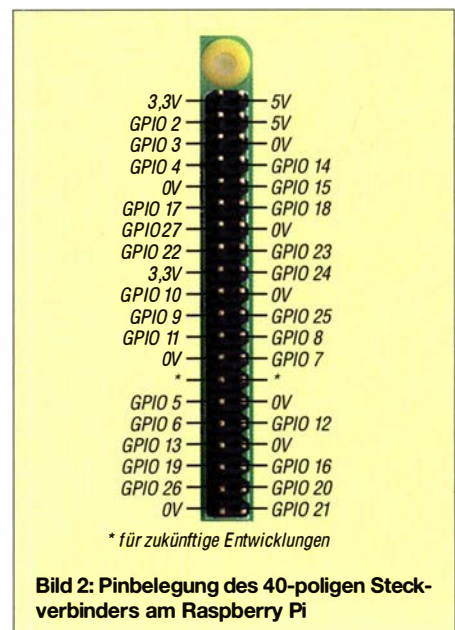 3,3V 5V
GPIO 2 5V
GPIO 3 0V
GPIO 4 GPIO 14
0V GPIO 15
GPIO 17 GPIO 18
GPIO27 0V
GPIO 22 GPIO 23
3,3V GPIO 24
GPIO 10 0V
GPIO 9 GPIO 25
GPIO 11 GPIO 8
0V GPIO 7
* *
GPIO 5 0V
GPIO 6 GPIO 12
GPIO 13 0V
GPIO 19 GPIO 16
GPIO 26 GPIO 20
0V GPIO 21
* für zukünftige Entwicklungen
Bild 2: Pinbelegung des 40-poligen Steck-
verbinders am Raspberry Pi